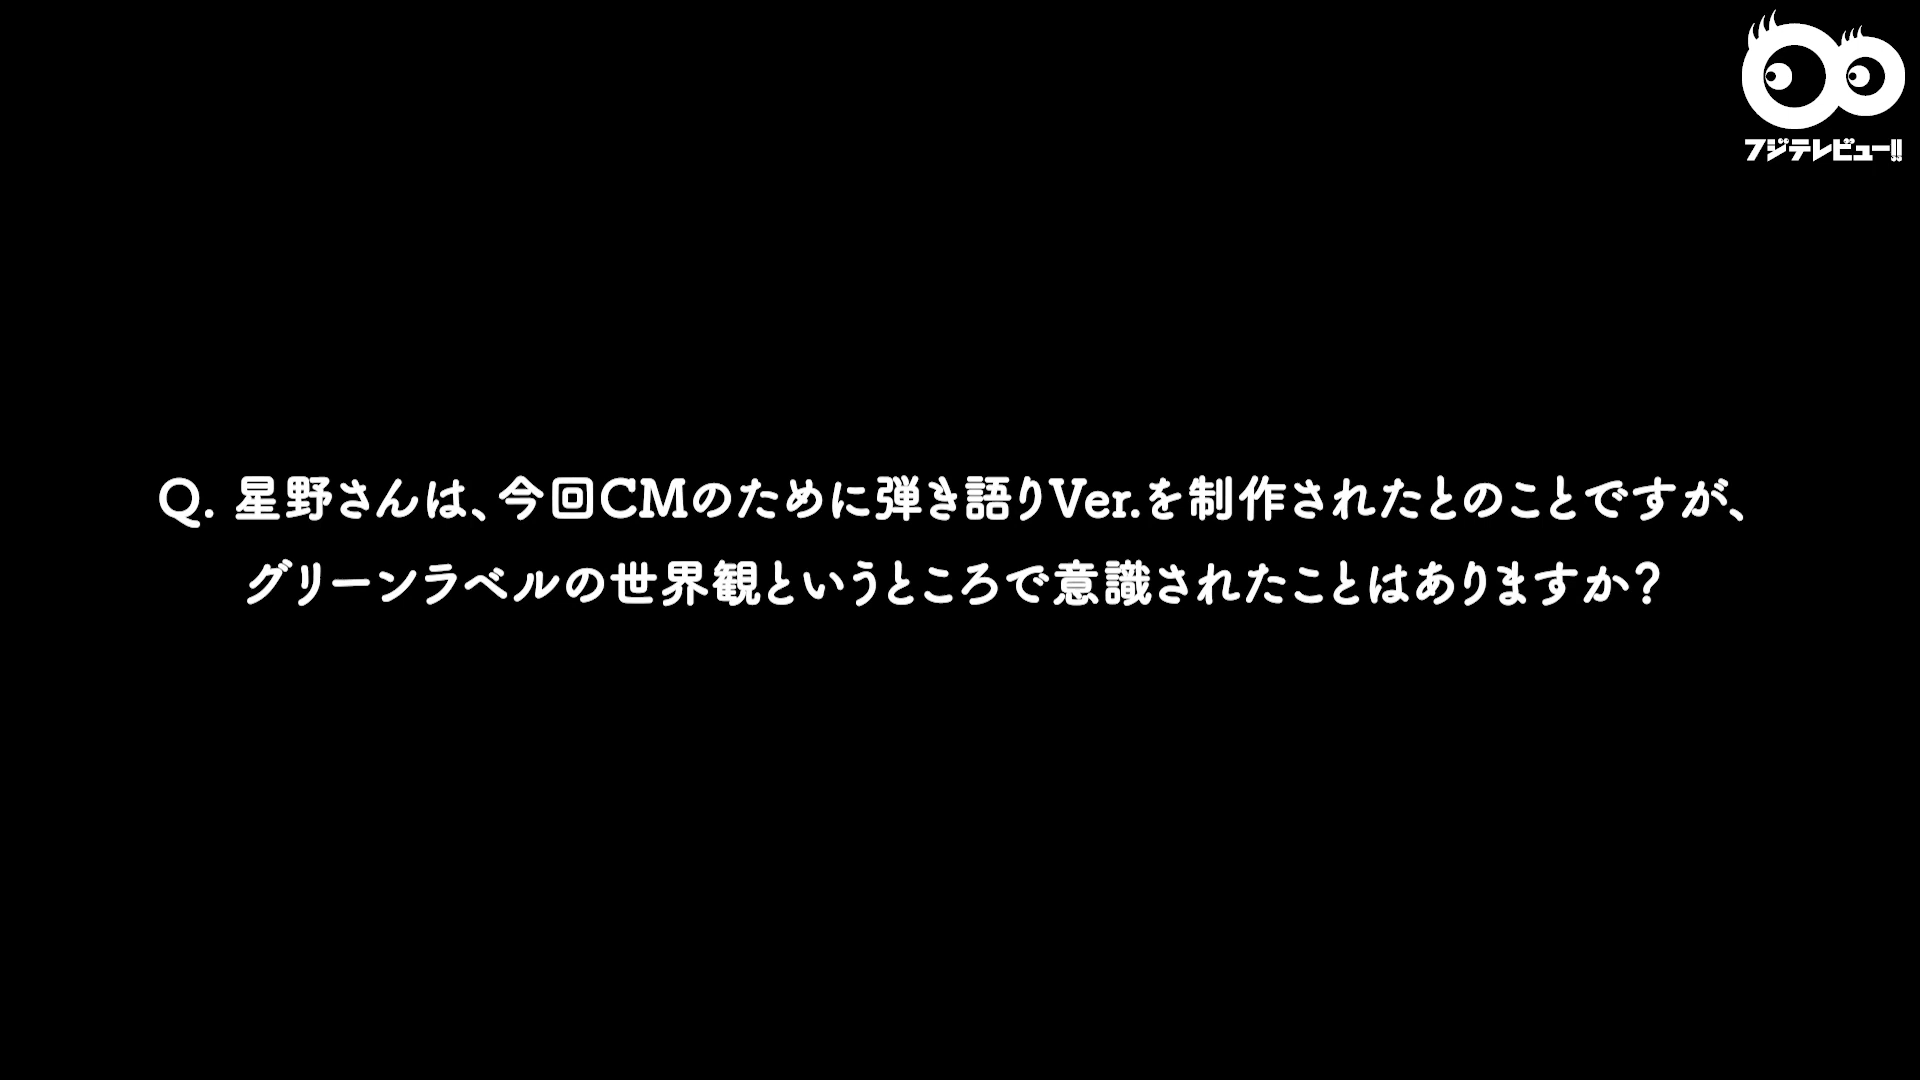 フジテレビュー!!
Q. 星野さんは、今回CMのために弾き語りVer.を制作されたとのことですが、
グリーンラベルの世界観というところで意識されたことはありますか？